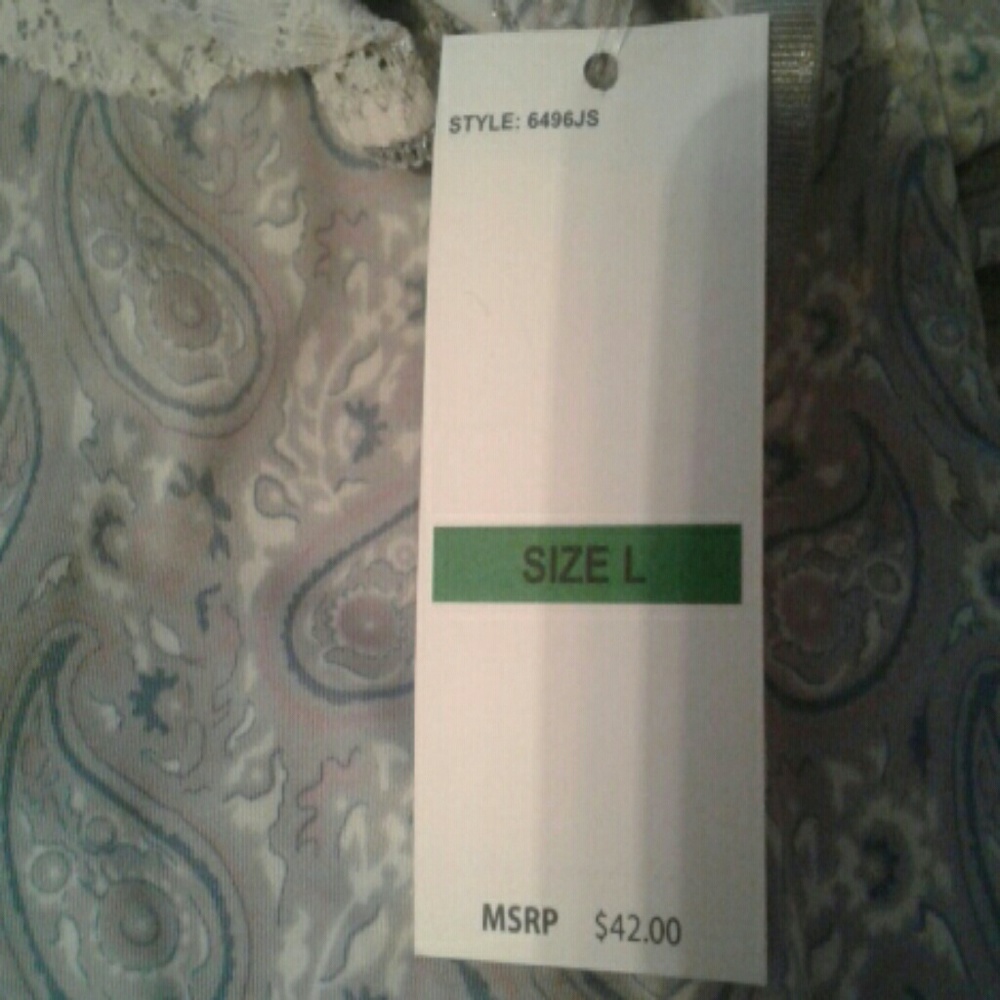 STYLE: 6496JS
SIZE L
MSRP $42.00